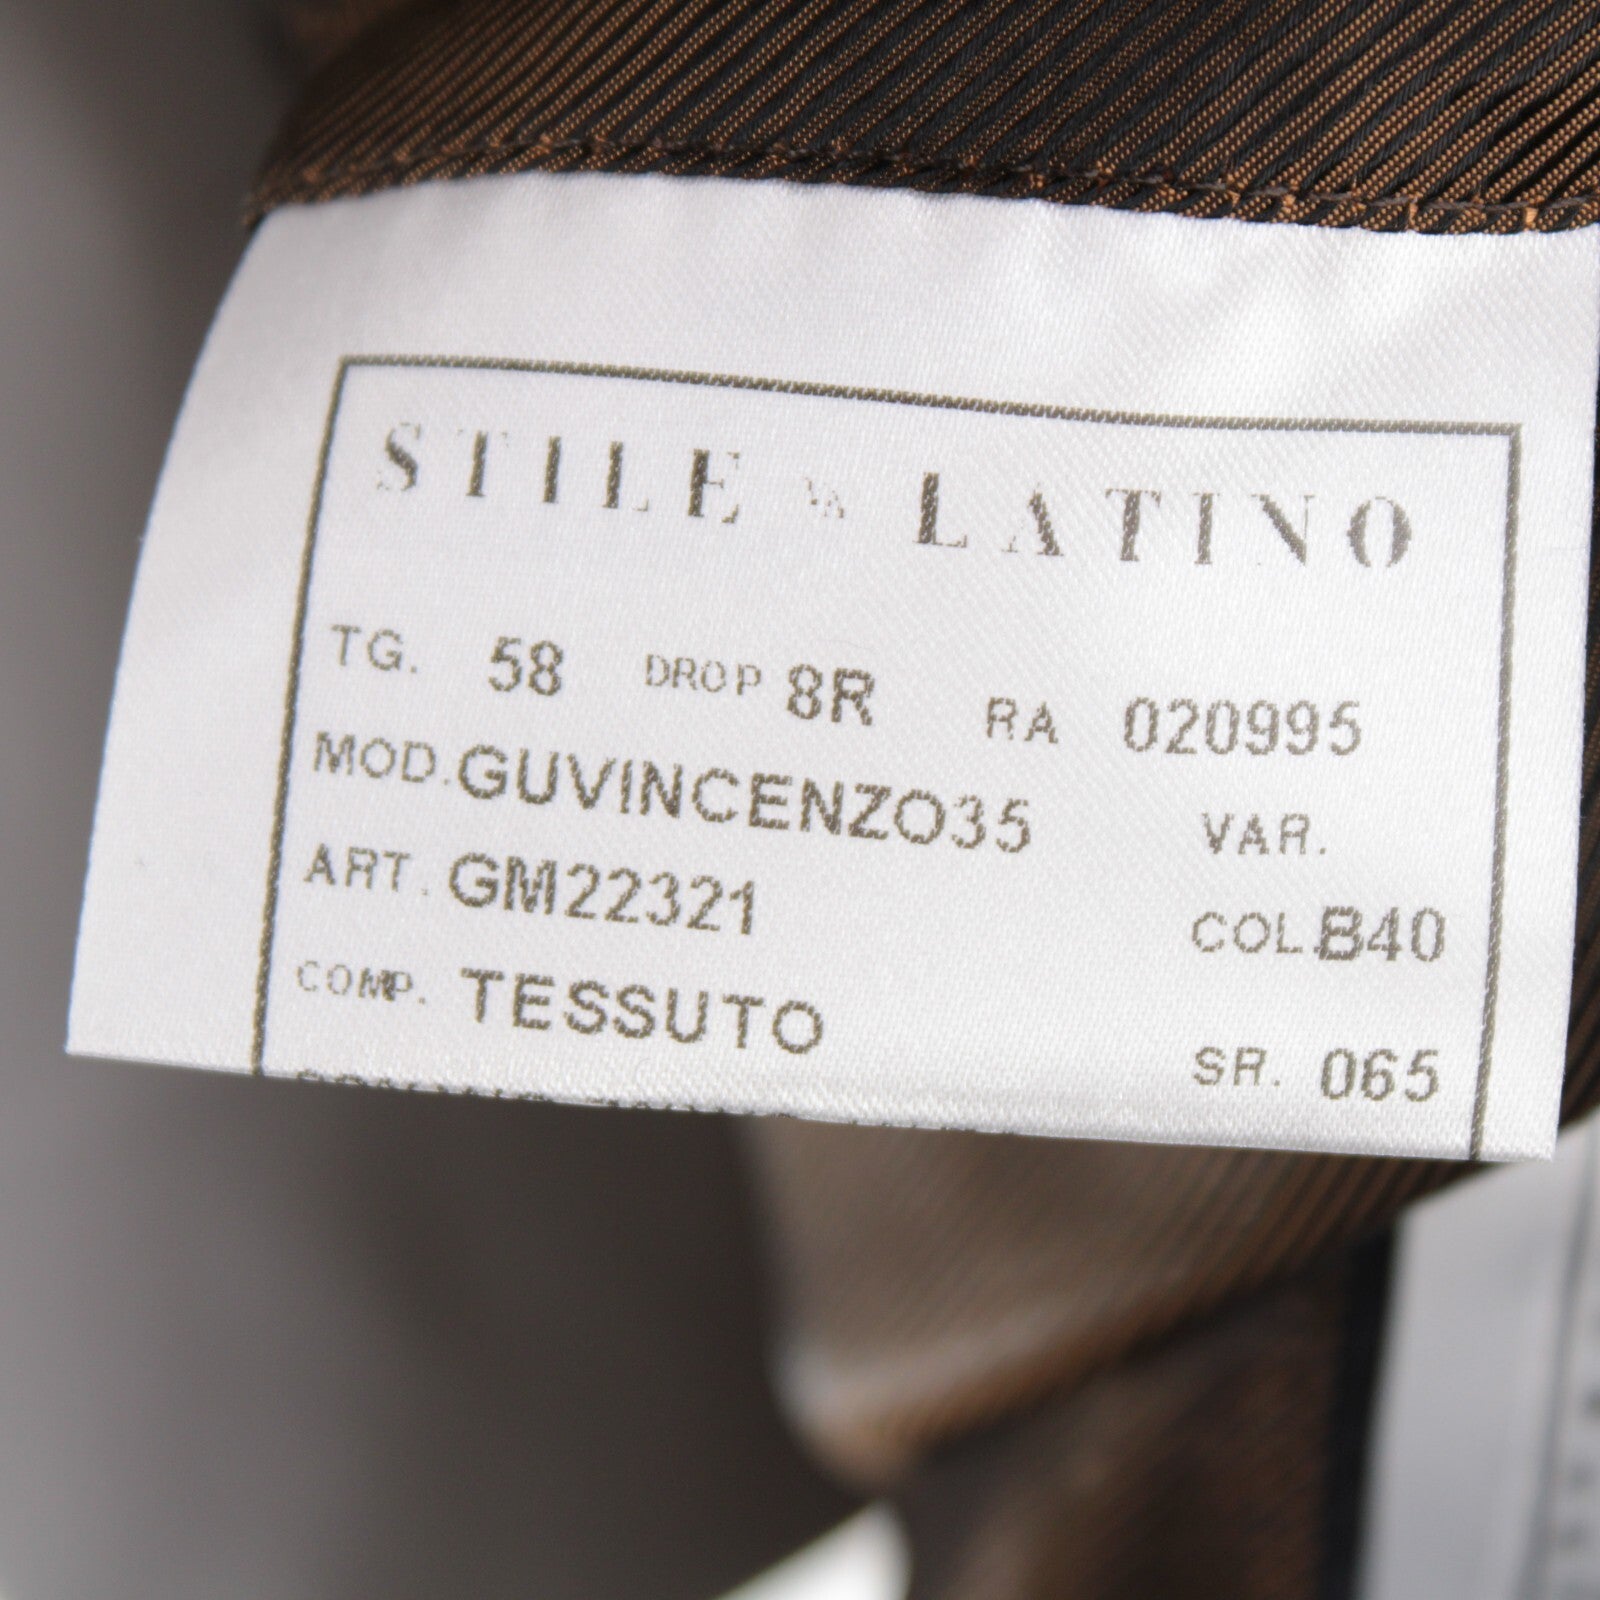 STILE LATINO
TG. 58 DROP 8R RA 020995
MOD. GUVINCENZO35 VAR.
ART. GM22321 COL. B40
COMP. TESSUTO SR. 065